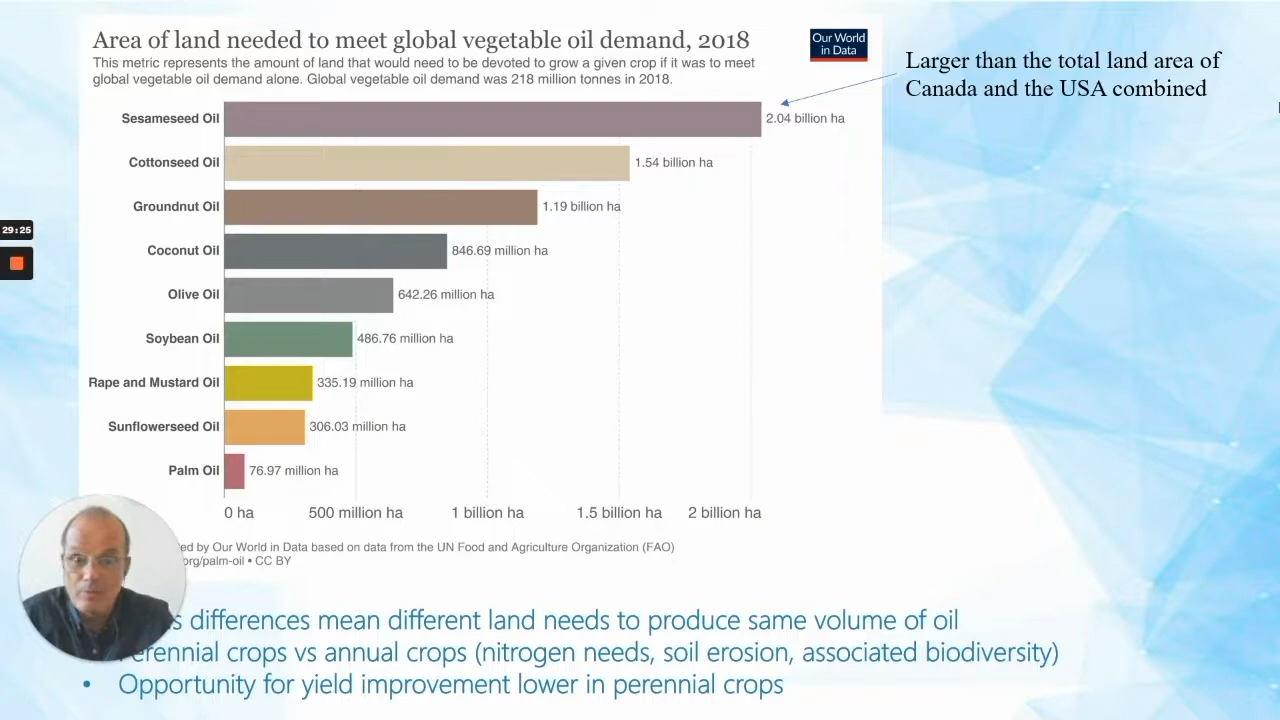 Area of land needed to meet global vegetable oil demand, 2018
This metric represents the amount of land that would need to be devoted to grow a given crop if it was to meet
global vegetable oil demand alone. Global vegetable oil demand was 218 million tonnes in 2018.
Our World
in Data
Larger than the total land area of
Canada and the USA combined
Sesameseed Oil 2.04 billion ha
Cottonseed Oil 1.54 billion ha
Groundnut Oil 1.19 billion ha
29:25
Coconut Oil 846.69 million ha
Olive Oil 642.26 million ha
Soybean Oil 486.76 million ha
Rape and Mustard Oil 335.19 million ha
Sunflowerseed Oil 306.03 million ha
Palm Oil 76.97 million ha
0 ha 500 million ha 1 billion ha 1.5 billion ha 2 billion ha
by Our World in Data based on data from the UN Food and Agriculture Organization (FAO)
org/palm-oil • CC BY
differences mean different land needs to produce same volume of oil
crops vs annual crops (nitrogen needs, soil erosion, associated biodiversity)
• Opportunity for yield improvement lower in perennial crops